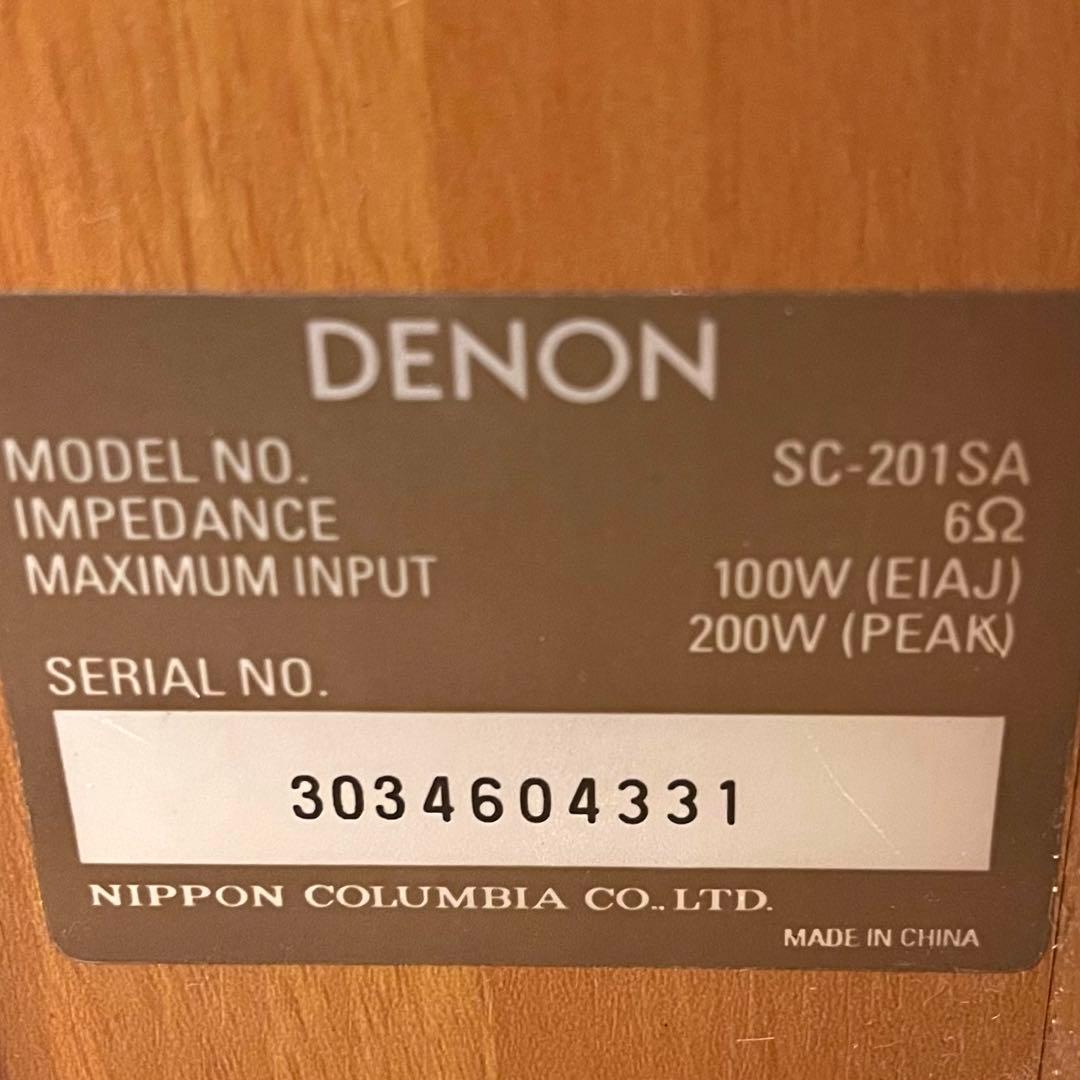 DENON
MODEL NO. SC-201SA
IMPEDANCE 6Ω
MAXIMUM INPUT 100W (EIAJ)
200W (PEAK)
SERIAL NO.
3034604331
NIPPON COLUMBIA CO., LTD.
MADE IN CHINA